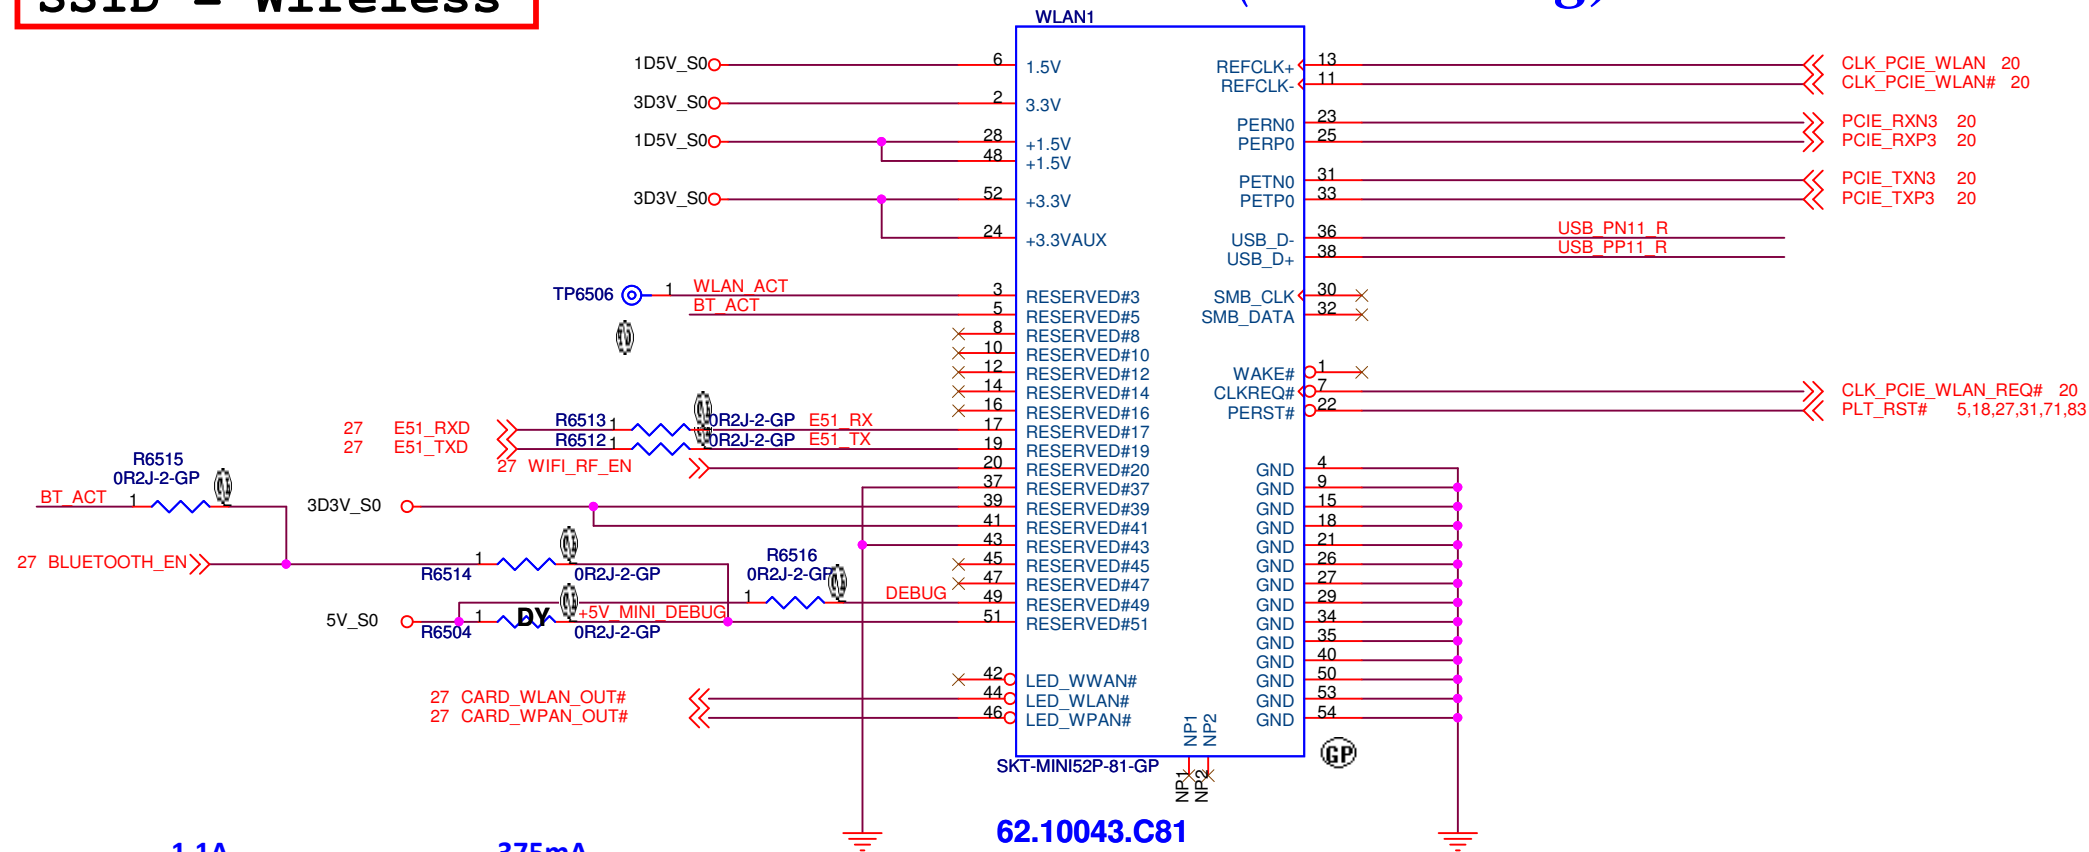 SSID = Wireless
WLAN1
1D5V_S0 6 1.5V REFCLK+ 13 CLK_PCIE_WLAN 20
REFCLK- 11 CLK_PCIE_WLAN# 20
3D3V_S0 2 3.3V
PERN0 23 PCIE_RXN3 20
1D5V_S0 28 +1.5V PERP0 25 PCIE_RXP3 20
48 +1.5V
PETN0 31 PCIE_TXN3 20
3D3V_S0 52 +3.3V PETP0 33 PCIE_TXP3 20
24 +3.3VAUX USB_D- 36 USB_PN11_R
USB_D+ 38 USB_PP11_R
TP6506 1 WLAN_ACT 3 RESERVED#3 SMB_CLK 30
BT_ACT 5 RESERVED#5 SMB_DATA 32
8 RESERVED#8
10 RESERVED#10
12 RESERVED#12 WAKE# 1
14 RESERVED#14 CLKREQ# 7 CLK_PCIE_WLAN_REQ# 20
16 RESERVED#16 PERST# 22 PLT_RST# 5,18,27,31,71,83
27 E51_RXD R6513 1 0R2J-2-GP E51_RX 17 RESERVED#17
27 E51_TXD R6512 1 0R2J-2-GP E51_TX 19 RESERVED#19
27 WIFI_RF_EN 20 RESERVED#20 GND 4
37 RESERVED#37 GND 9
R6515
0R2J-2-GP
BT_ACT 1 2 3D3V_S0 39 RESERVED#39 GND 15
41 RESERVED#41 GND 18
43 RESERVED#43 GND 21
27 BLUETOOTH_EN R6514 1 0R2J-2-GP 45 RESERVED#45 GND 26
47 RESERVED#47 GND 27
R6516
0R2J-2-GP
1 DEBUG 49 RESERVED#49 GND 29
5V_S0 R6504 1 DY +5V_MINI_DEBUG 0R2J-2-GP 51 RESERVED#51 GND 34
GND 35
GND 40
42 LED_WWAN# GND 50
27 CARD_WLAN_OUT# 44 LED_WLAN# GND 53
27 CARD_WPAN_OUT# 46 LED_WPAN# GND 54
NP1 NP2
SKT-MINI52P-81-GP GP
NP1 NP2
62.10043.C81
1.1A 375mA